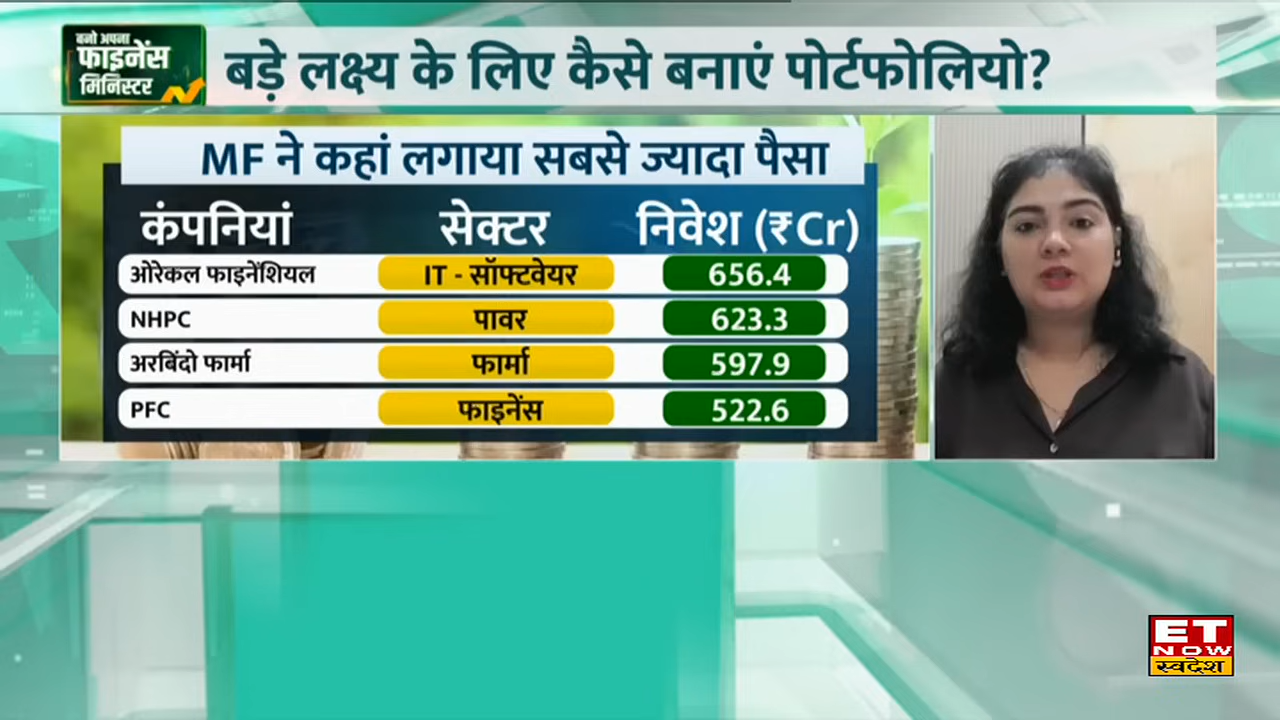 बनो अपना
फाइनेंस
मिनिस्टर
बड़े लक्ष्य के लिए कैसे बनाएं पोर्टफोलियो?
MF ने कहां लगाया सबसे ज्यादा पैसा
कंपनियां सेक्टर निवेश (₹Cr)
ओरेकल फाइनेंशियल IT - सॉफ्टवेयर 656.4
NHPC पावर 623.3
अरबिंदो फार्मा फार्मा 597.9
PFC फाइनेंस 522.6
ET
NOW
स्वदेश